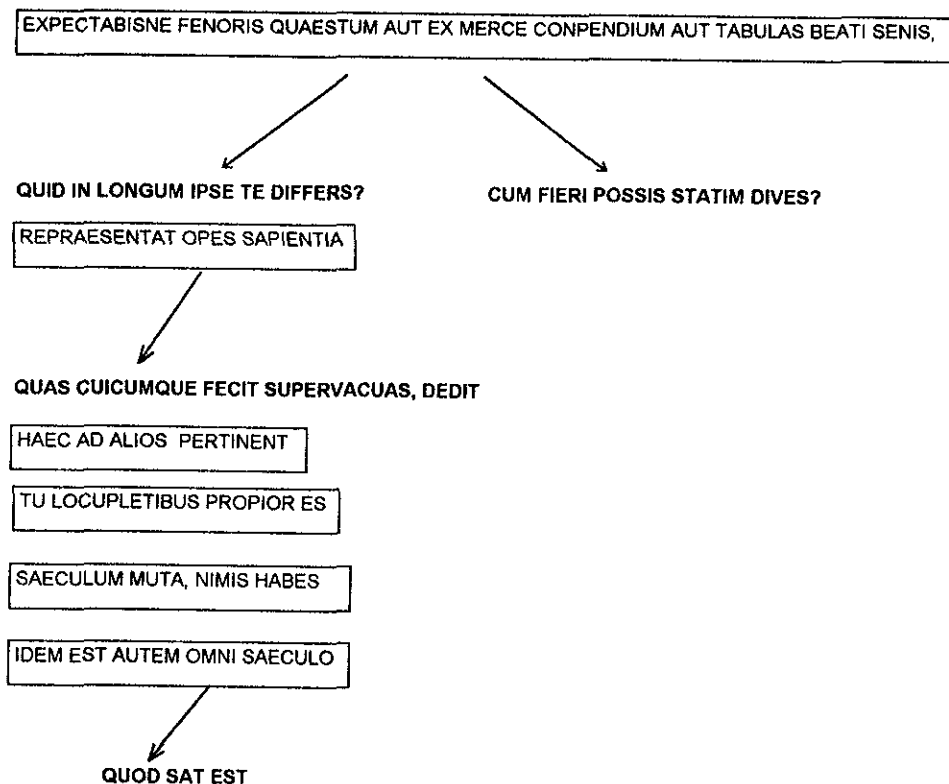 EXPECTABISNE FENORIS QUAESTUM AUT EX MERCE CONPENDIUM AUT TABULAS BEATI SENIS,
QUID IN LONGUM IPSE TE DIFFERS?
CUM FIERI POSSIS STATIM DIVES?
REPRAESENTAT OPES SAPIENTIA
QUAS CUICUMQUE FECIT SUPERVACUAS, DEDIT
HAEC AD ALIOS PERTINENT
TU LOCUPLETIBUS PROPIOR ES
SAECULUM MUTA, NIMIS HABES
IDEM EST AUTEM OMNI SAECULO
QUOD SAT EST